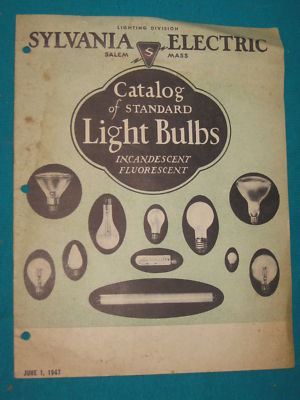 LIGHTING DIVISION
SYLVANIA S ELECTRIC
SALEM MASS
Catalog
of STANDARD
Light Bulbs
INCANDESCENT
FLUORESCENT
JUNE 1, 1947